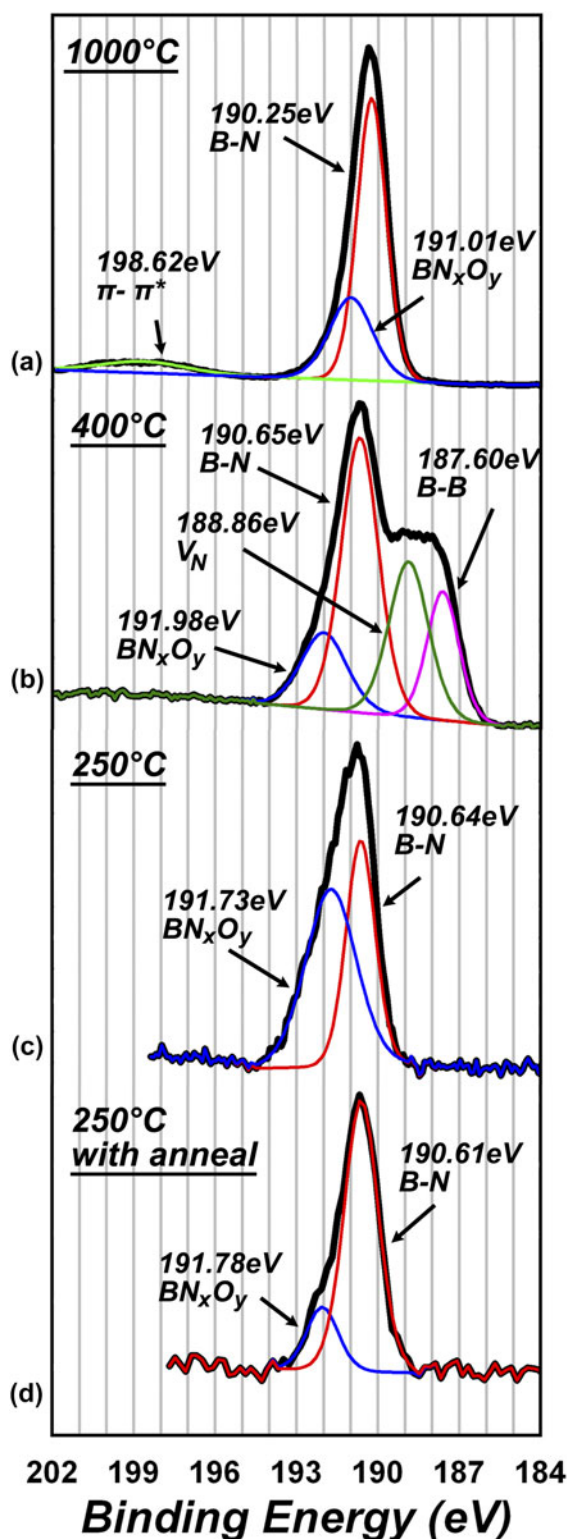 1000°C
190.25eV
B-N
191.01eV
BNxOy
198.62eV
π- π*
(a)
400°C
190.65eV
B-N
187.60eV
B-B
188.86eV
VN
191.98eV
BNxOy
(b)
250°C
190.64eV
B-N
191.73eV
BNxOy
(c)
250°C
with anneal
190.61eV
B-N
191.78eV
BNxOy
(d)
202 199 196 193 190 187 184
Binding Energy (eV)